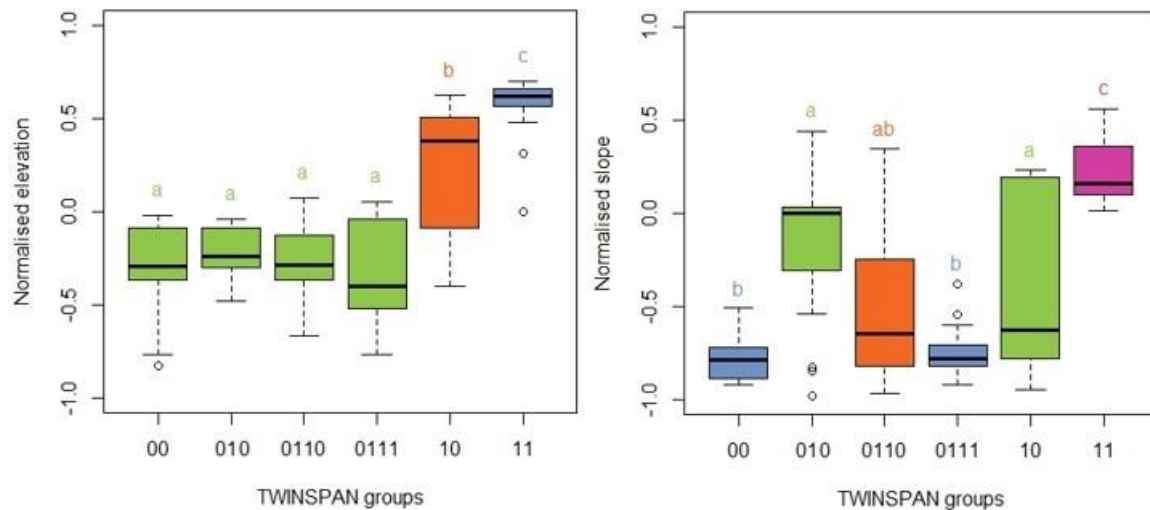 Normalised elevation
1.0
0.5
0.0
-0.5
-1.0
a
a
a
a
b
c
00 010 0110 0111 10 11
TWINSPAN groups
Normalised slope
1.0
0.5
0.0
-0.5
-1.0
b
a
ab
b
a
c
00 010 0110 0111 10 11
TWINSPAN groups